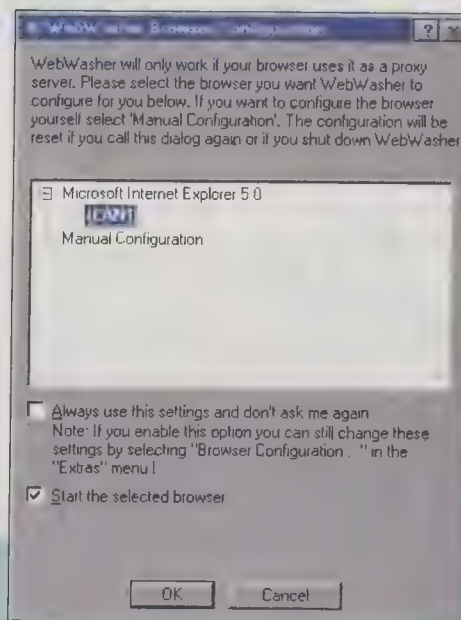 WebWasher Browser Configuration
?
WebWasher will only work if your browser uses it as a proxy
server. Please select the browser you want WebWasher to
configure for you below. If you want to configure the browser
yourself select 'Manual Configuration'. The configuration will be
reset if you call this dialog again or if you shut down WebWasher
Microsoft Internet Explorer 5.0
[LAN]
Manual Configuration
Always use this settings and don't ask me again
Note: If you enable this option you can still change these
settings by selecting "Browser Configuration . " in the
"Extras" menu !
Start the selected browser
OK
Cancel